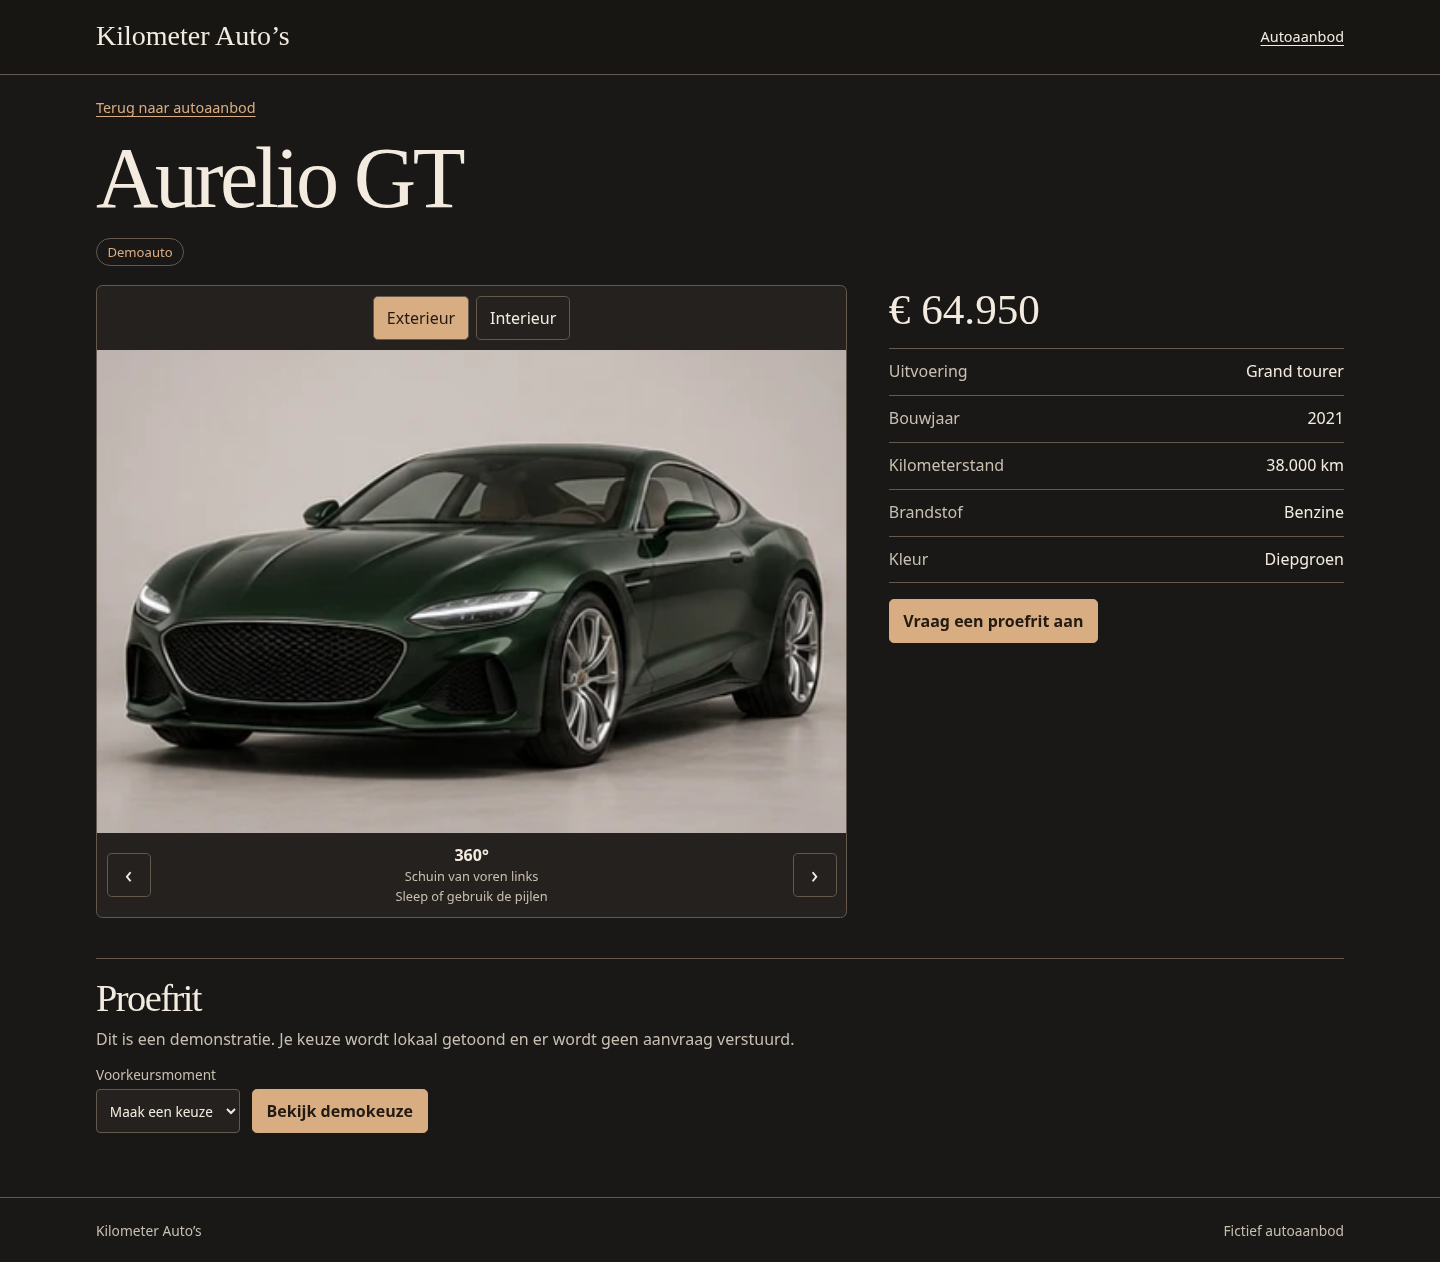 Kilometer Auto’s
Autoaanbod
Terug naar autoaanbod
Aurelio GT
Demoauto
Exterieur
Interieur
€ 64.950
Uitvoering Grand tourer
Bouwjaar 2021
Kilometerstand 38.000 km
Brandstof Benzine
Kleur Diepgroen
Vraag een proefrit aan
‹
360°
Schuin van voren links
Sleep of gebruik de pijlen
›
Proefrit
Dit is een demonstratie. Je keuze wordt lokaal getoond en er wordt geen aanvraag verstuurd.
Voorkeursmoment
Maak een keuze
Bekijk demokeuze
Kilometer Auto’s
Fictief autoaanbod